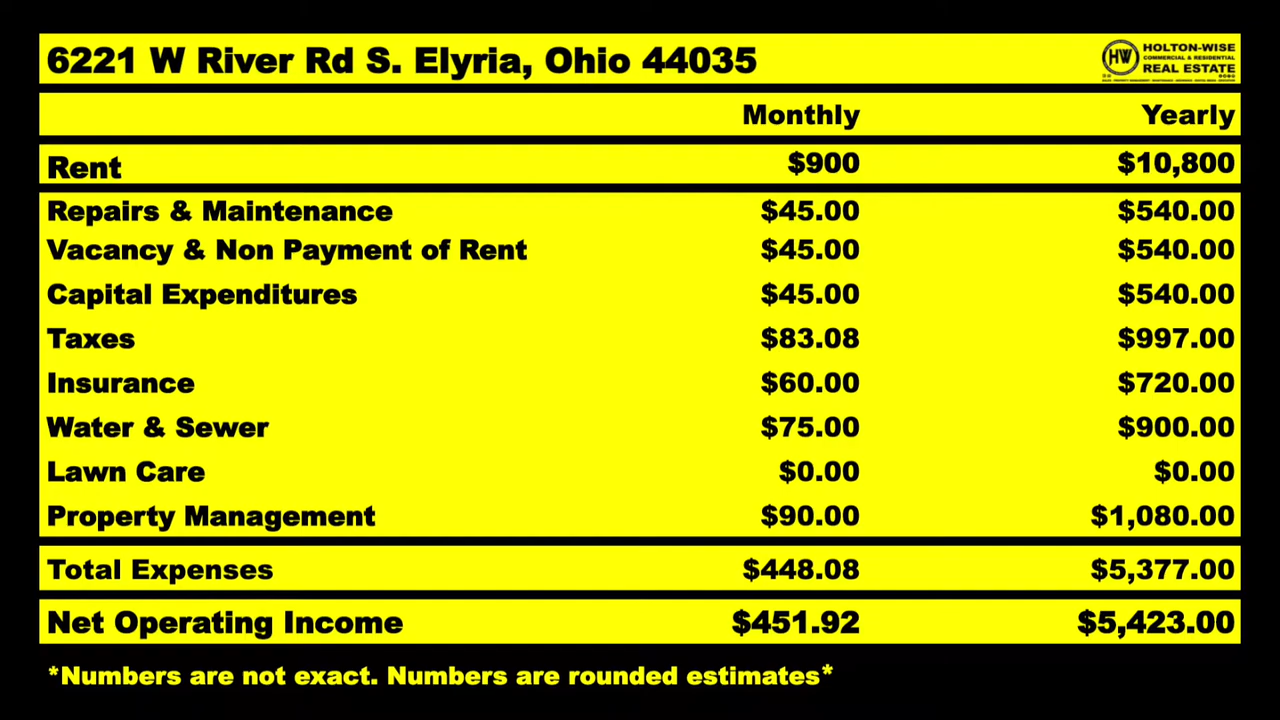 6221 W River Rd S. Elyria, Ohio 44035
HW
HOLTON-WISE
COMMERCIAL & RESIDENTIAL
REAL ESTATE
Monthly Yearly
Rent $900 $10,800
Repairs & Maintenance $45.00 $540.00
Vacancy & Non Payment of Rent $45.00 $540.00
Capital Expenditures $45.00 $540.00
Taxes $83.08 $997.00
Insurance $60.00 $720.00
Water & Sewer $75.00 $900.00
Lawn Care $0.00 $0.00
Property Management $90.00 $1,080.00
Total Expenses $448.08 $5,377.00
Net Operating Income $451.92 $5,423.00
*Numbers are not exact. Numbers are rounded estimates*